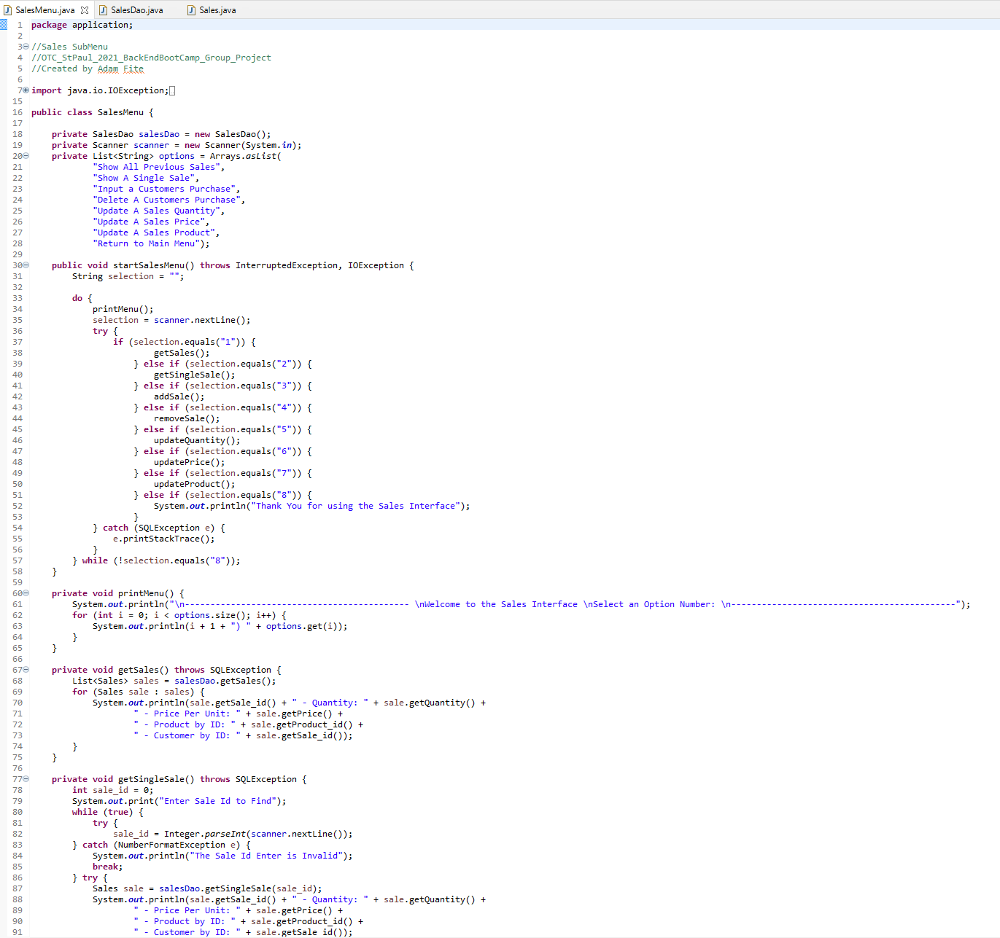 SalesMenu.java SalesDao.java Sales.java
1 package application;
2
3 //Sales SubMenu
4 //OTC_StPaul_2021_BackEndBootCamp_Group_Project
5 //Created by Adam Fite
6
7 import java.io.IOException;
15
16 public class SalesMenu {
17
18 private SalesDao salesDao = new SalesDao();
19 private Scanner scanner = new Scanner(System.in);
20 private List<String> options = Arrays.asList(
21 "Show All Previous Sales",
22 "Show A Single Sale",
23 "Input a Customers Purchase",
24 "Delete A Customers Purchase",
25 "Update A Sales Quantity",
26 "Update A Sales Price",
27 "Update A Sales Product",
28 "Return to Main Menu");
29
30 public void startSalesMenu() throws InterruptedException, IOException {
31 String selection = "";
32
33 do {
34 printMenu();
35 selection = scanner.nextLine();
36 try {
37 if (selection.equals("1")) {
38 getSales();
39 } else if (selection.equals("2")) {
40 getSingleSale();
41 } else if (selection.equals("3")) {
42 addSale();
43 } else if (selection.equals("4")) {
44 removeSale();
45 } else if (selection.equals("5")) {
46 updateQuantity();
47 } else if (selection.equals("6")) {
48 updatePrice();
49 } else if (selection.equals("7")) {
50 updateProduct();
51 } else if (selection.equals("8")) {
52 System.out.println("Thank You for using the Sales Interface");
53 }
54 } catch (SQLException e) {
55 e.printStackTrace();
56 }
57 } while (!selection.equals("8"));
58 }
59
60 private void printMenu() {
61 System.out.println("\n-------------------------------------------- \nWelcome to the Sales Interface \nSelect an Option Number: \n--------------------------------------------");
62 for (int i = 0; i < options.size(); i++) {
63 System.out.println(i + 1 + ") " + options.get(i));
64 }
65 }
66
67 private void getSales() throws SQLException {
68 List<Sales> sales = salesDao.getSales();
69 for (Sales sale : sales) {
70 System.out.println(sale.getSale_id() + " - Quantity: " + sale.getQuantity() +
71 " - Price Per Unit: " + sale.getPrice() +
72 " - Product by ID: " + sale.getProduct_id() +
73 " - Customer by ID: " + sale.getSale_id());
74 }
75 }
76
77 private void getSingleSale() throws SQLException {
78 int sale_id = 0;
79 System.out.print("Enter Sale Id to Find");
80 while (true) {
81 try {
82 sale_id = Integer.parseInt(scanner.nextLine());
83 } catch (NumberFormatException e) {
84 System.out.println("The Sale Id Enter is Invalid");
85 break;
86 } try {
87 Sales sale = salesDao.getSingleSale(sale_id);
88 System.out.println(sale.getSale_id() + " - Quantity: " + sale.getQuantity() +
89 " - Price Per Unit: " + sale.getPrice() +
90 " - Product by ID: " + sale.getProduct_id() +
91 " - Customer by ID: " + sale.getSale_id());